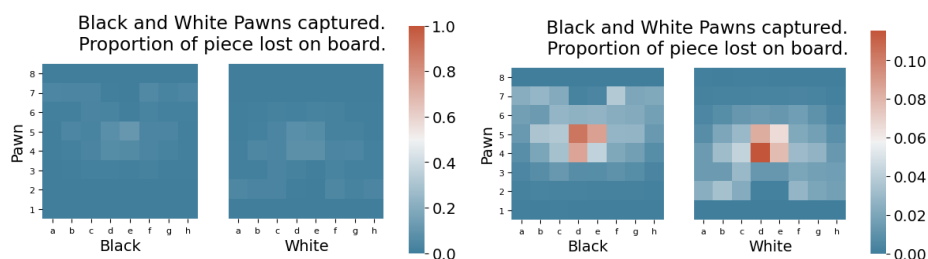 Black and White Pawns captured.
Proportion of piece lost on board.
Pawn
8
7
6
5
4
3
2
1
a b c d e f g h
Black
a b c d e f g h
White
1.0
0.8
0.6
0.4
0.2
0.0
Black and White Pawns captured.
Proportion of piece lost on board.
Pawn
8
7
6
5
4
3
2
1
a b c d e f g h
Black
a b c d e f g h
White
0.10
0.08
0.06
0.04
0.02
0.00